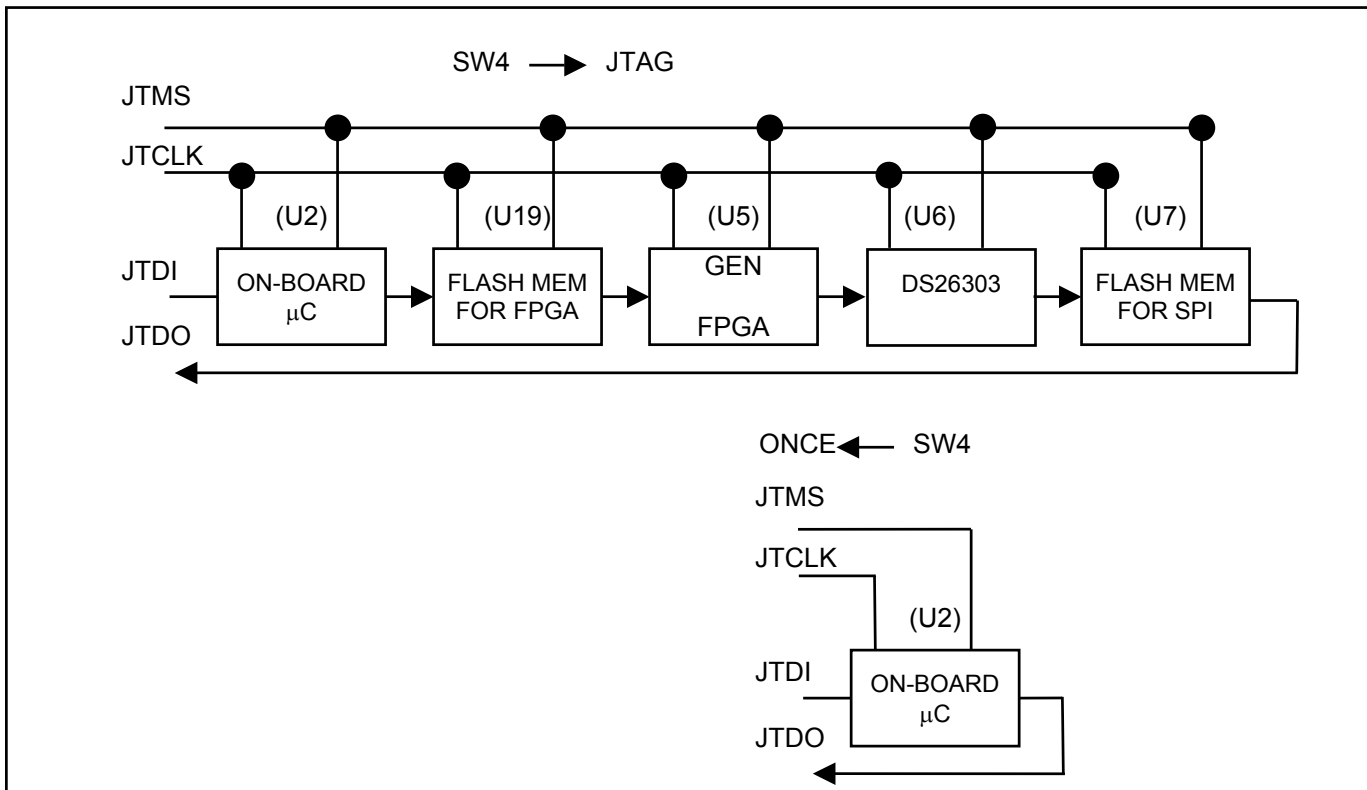 SW4 JTAG
JTMS
JTCLK
(U2) (U19) (U5) (U6) (U7)
JTDI
ON-BOARD
μC
FLASH MEM
FOR FPGA
GEN
FPGA
DS26303
FLASH MEM
FOR SPI
JTDO
ONCE SW4
JTMS
JTCLK
(U2)
JTDI
ON-BOARD
μC
JTDO